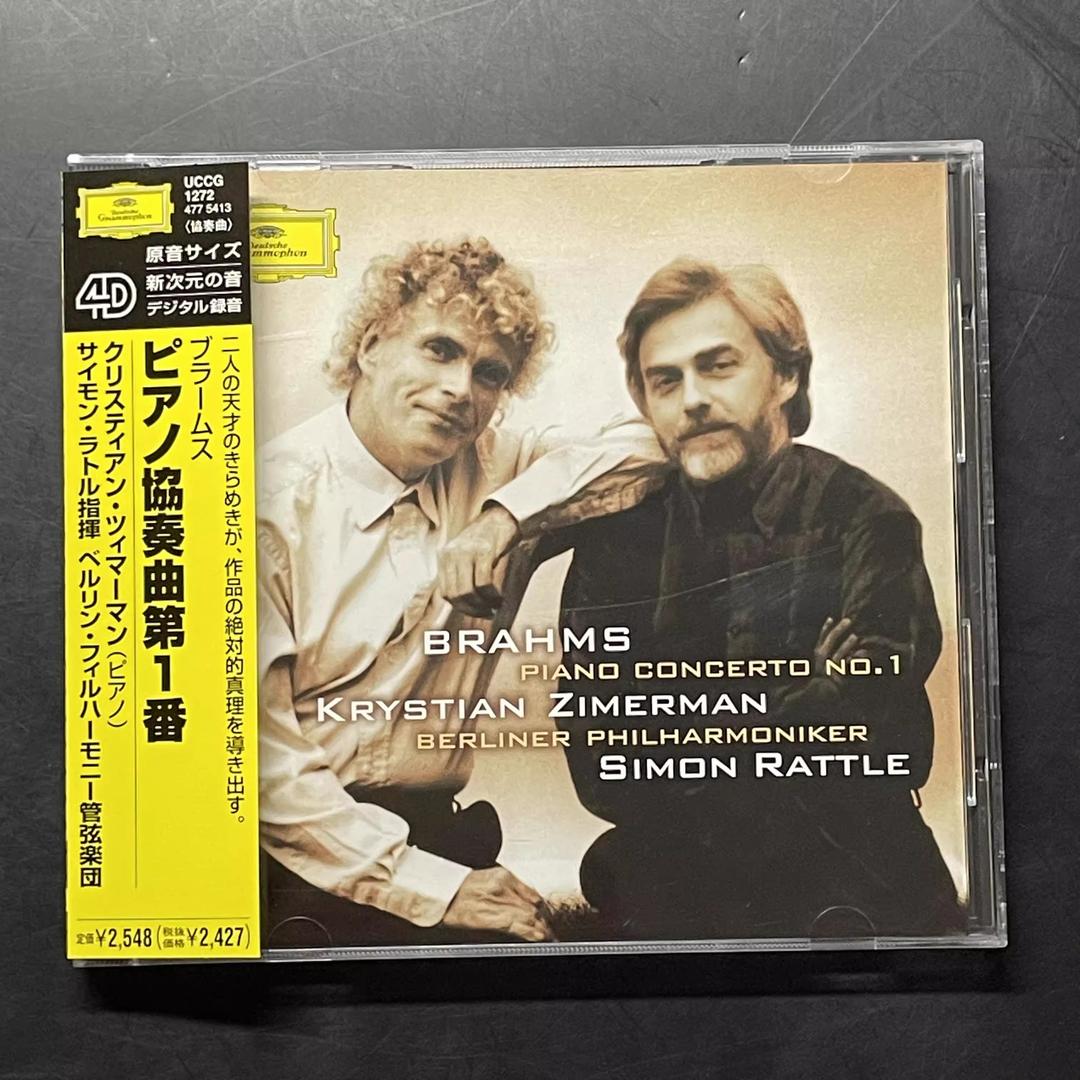 Deutsche
Grammophon
UCCG
1272
477 5413
〈協奏曲〉
4D
原音サイズ
新次元の音
デジタル録音
二人の天才のきらめきが、作品の絶対的真理を導き出す。
ブラームス
ピアノ協奏曲第1番
クリスティアン・ツィマーマン(ピアノ)
サイモン・ラトル指揮 ベルリン・フィルハーモニー管弦楽団
定価¥2,548(税抜価格¥2,427)
Deutsche
mmophon
BRAHMS
PIANO CONCERTO NO.1
KRYSTIAN ZIMERMAN
BERLINER PHILHARMONIKER
SIMON RATTLE